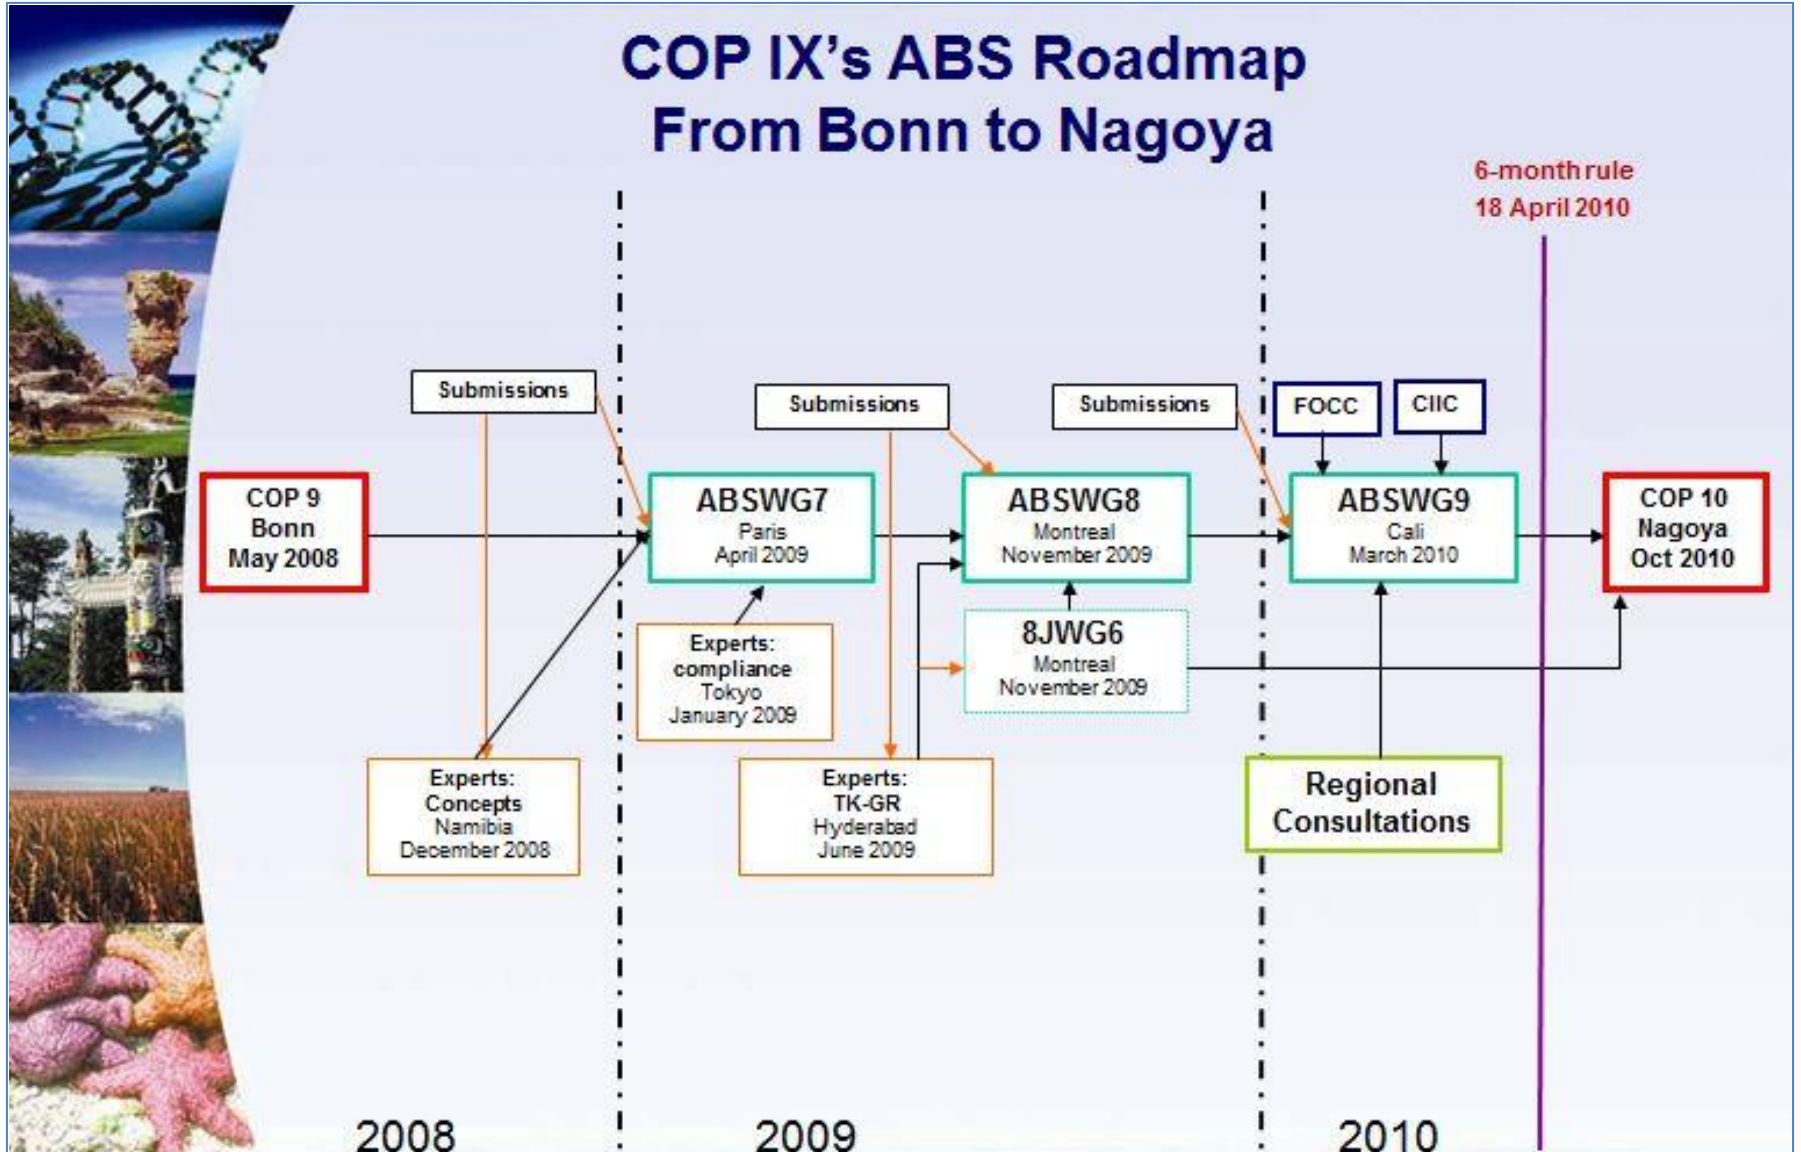 COP IX’s ABS Roadmap
From Bonn to Nagoya
6-month rule
18 April 2010
Submissions
Submissions
Submissions
FOCC
CIIC
COP 9
Bonn
May 2008
ABSWG7
Paris
April 2009
ABSWG8
Montreal
November 2009
ABSWG9
Cali
March 2010
COP 10
Nagoya
Oct 2010
Experts:
compliance
Tokyo
January 2009
8JWG6
Montreal
November 2009
Experts:
Concepts
Namibia
December 2008
Experts:
TK-GR
Hyderabad
June 2009
Regional
Consultations
2008
2009
2010